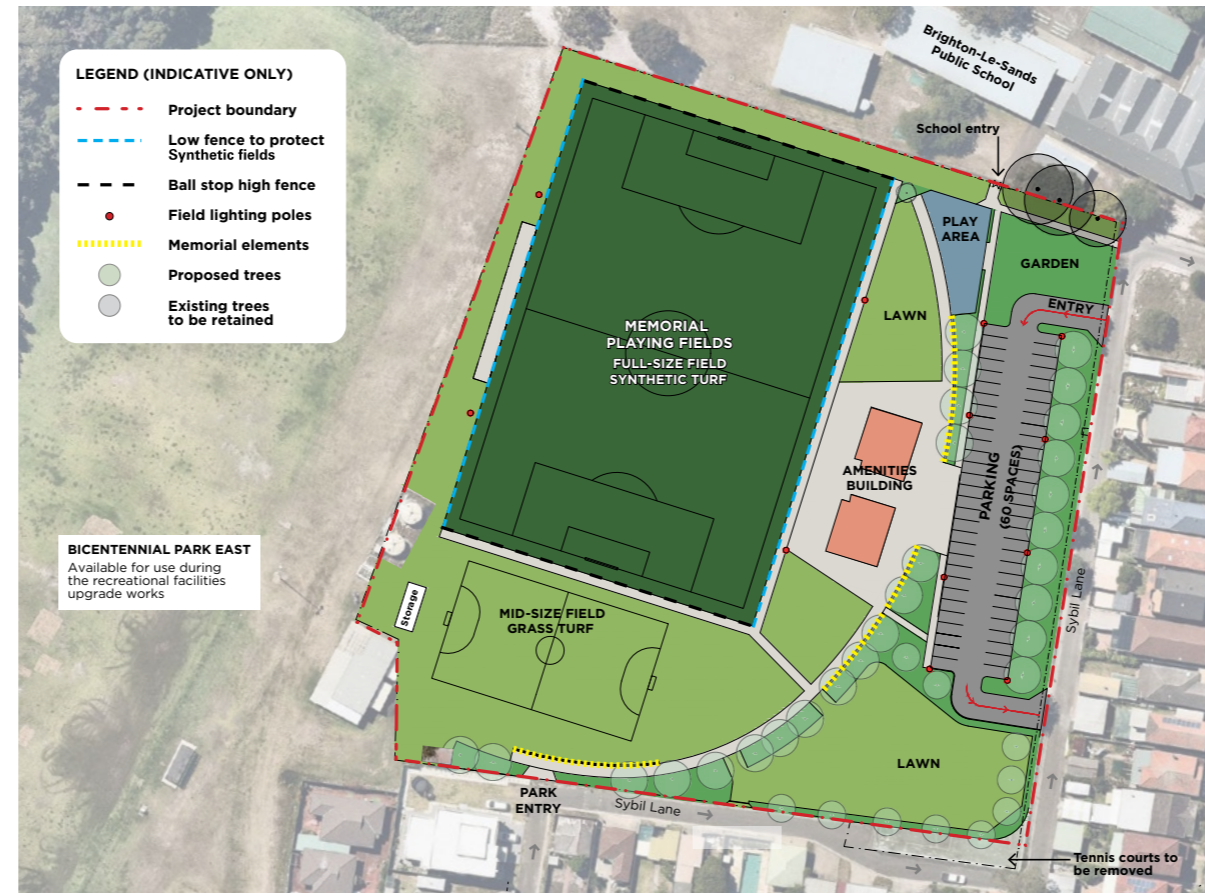 LEGEND (INDICATIVE ONLY)
Project boundary
Low fence to protect
Synthetic fields
Ball stop high fence
Field lighting poles
Memorial elements
Proposed trees
Existing trees
to be retained
Brighton-Le-Sands
Public School
School entry
PLAY
AREA
GARDEN
ENTRY
LAWN
MEMORIAL
PLAYING FIELDS
FULL-SIZE FIELD
SYNTHETIC TURF
AMENITIES
BUILDING
PARKING
(60 SPACES)
BICENTENNIAL PARK EAST
Available for use during
the recreational facilities
upgrade works
Storage
MID-SIZE FIELD
GRASS TURF
Sybil Lane
LAWN
PARK
ENTRY
Sybil Lane
Tennis courts to
be removed